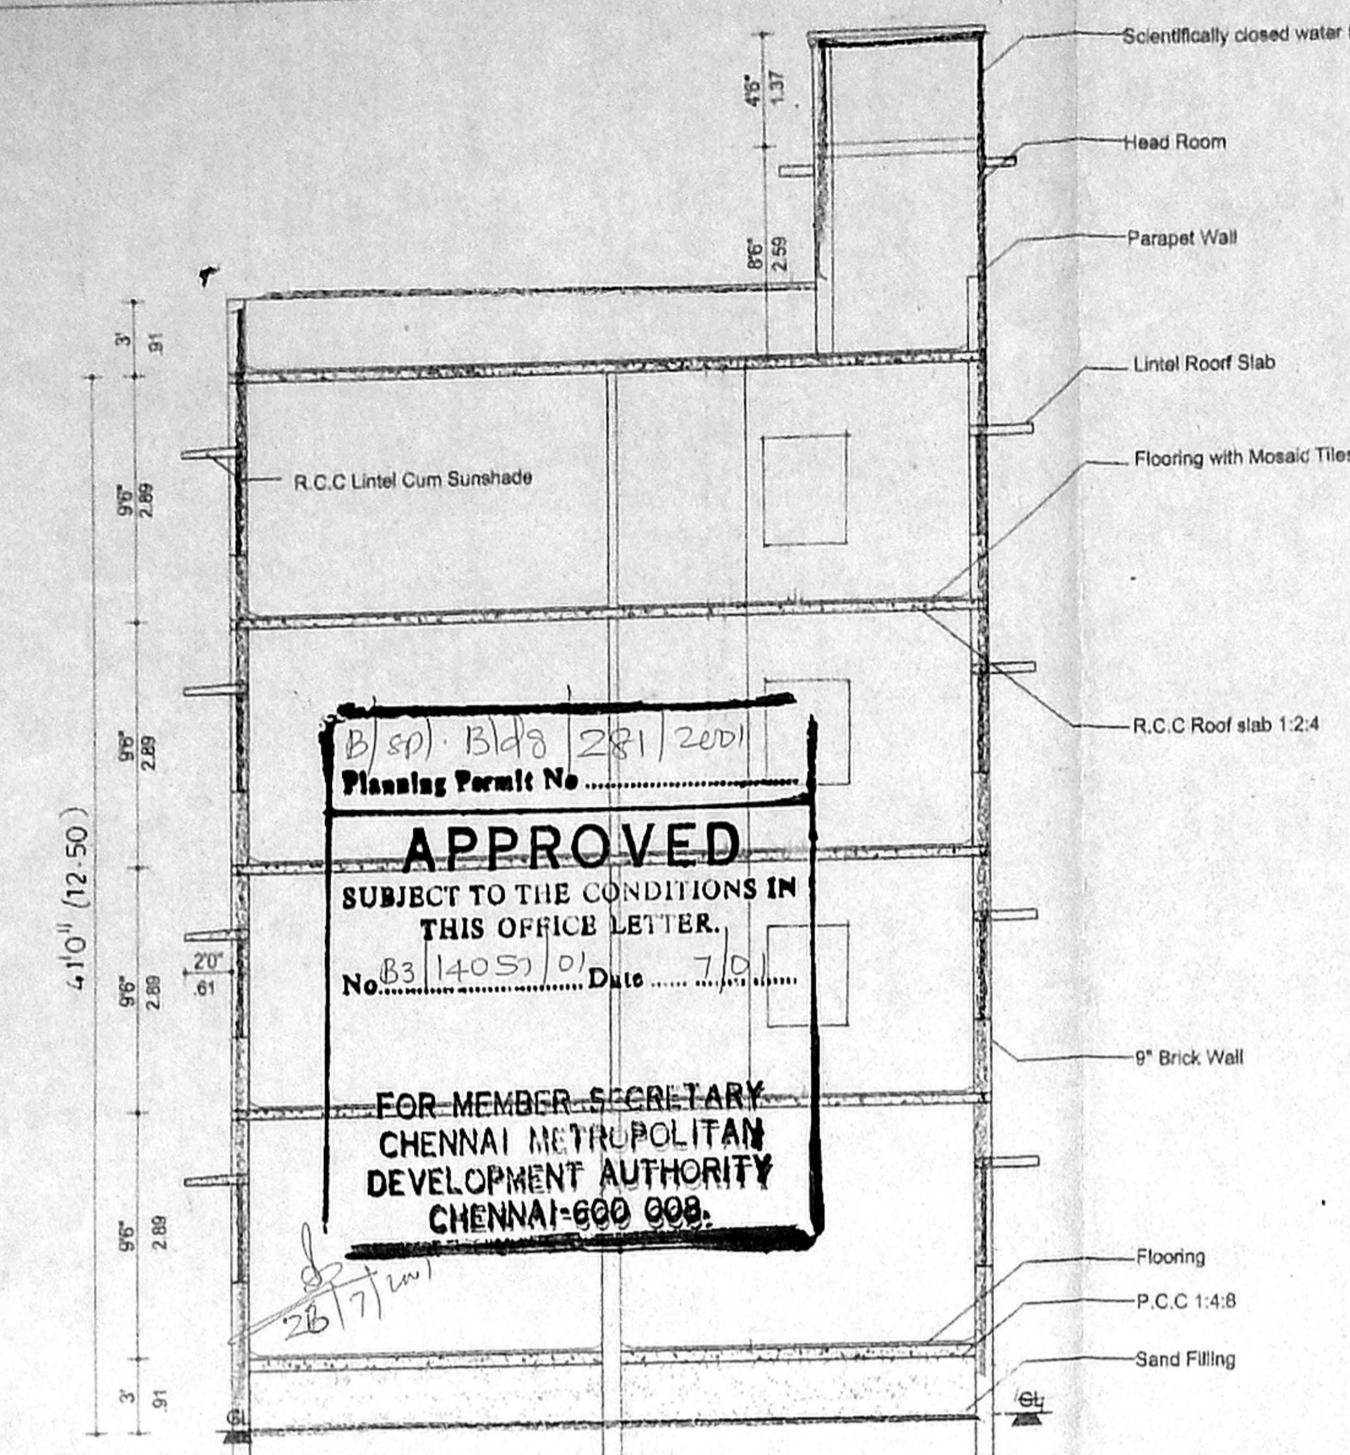 Scientifically closed water
4'6"
1.37
Head Room
8'6"
2.59
Parapet Wall
3'
.91
Lintel Roorf Slab
Flooring with Mosaic Tiles
R.C.C Lintel Cum Sunshade
9'6"
2.89
R.C.C Roof slab 1:2:4
9'6"
2.89
B/spl. Bldg/281/2001
Planning Permit No
APPROVED
SUBJECT TO THE CONDITIONS IN
THIS OFFICE LETTER.
No. B3/14057/01 Date 7/01
41'0" (12.50)
2'0"
.61
9'6"
2.89
9" Brick Wall
FOR MEMBER SECRETARY
CHENNAI METROPOLITAN
DEVELOPMENT AUTHORITY
CHENNAI-600 008.
9'6"
2.89
7/2001
Flooring
P.C.C 1:4:8
Sand Filling
3'
.91
GL
GL